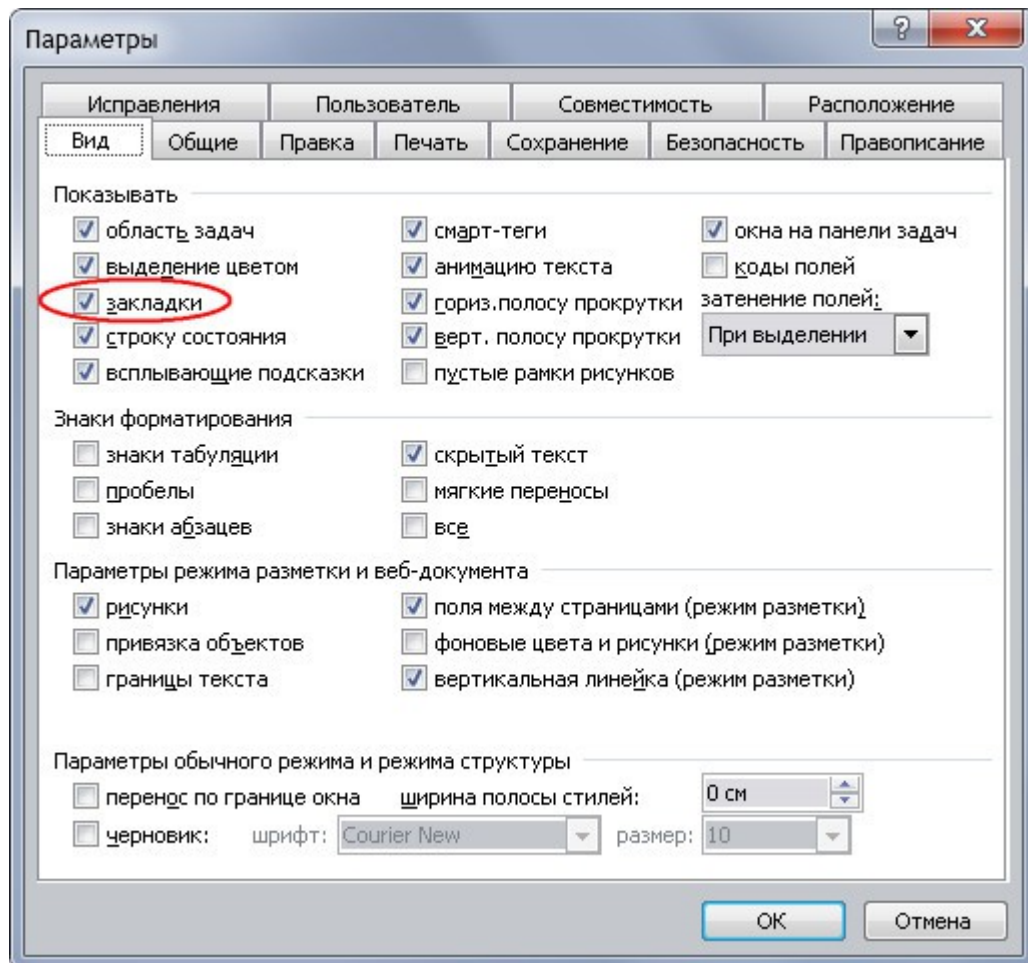 Параметры
Исправления Пользователь Совместимость Расположение
Вид Общие Правка Печать Сохранение Безопасность Правописание
Показывать
область задач смарт-теги окна на панели задач
выделение цветом анимацию текста коды полей
закладки гориз.полосу прокрутки затенение полей:
строку состояния верт. полосу прокрутки При выделении
всплывающие подсказки пустые рамки рисунков
Знаки форматирования
знаки табуляции скрытый текст
пробелы мягкие переносы
знаки абзацев все
Параметры режима разметки и веб-документа
рисунки поля между страницами (режим разметки)
привязка объектов фоновые цвета и рисунки (режим разметки)
границы текста вертикальная линейка (режим разметки)
Параметры обычного режима и режима структуры
перенос по границе окна ширина полосы стилей: 0 см
черновик: шрифт: Courier New размер: 10
ОК Отмена